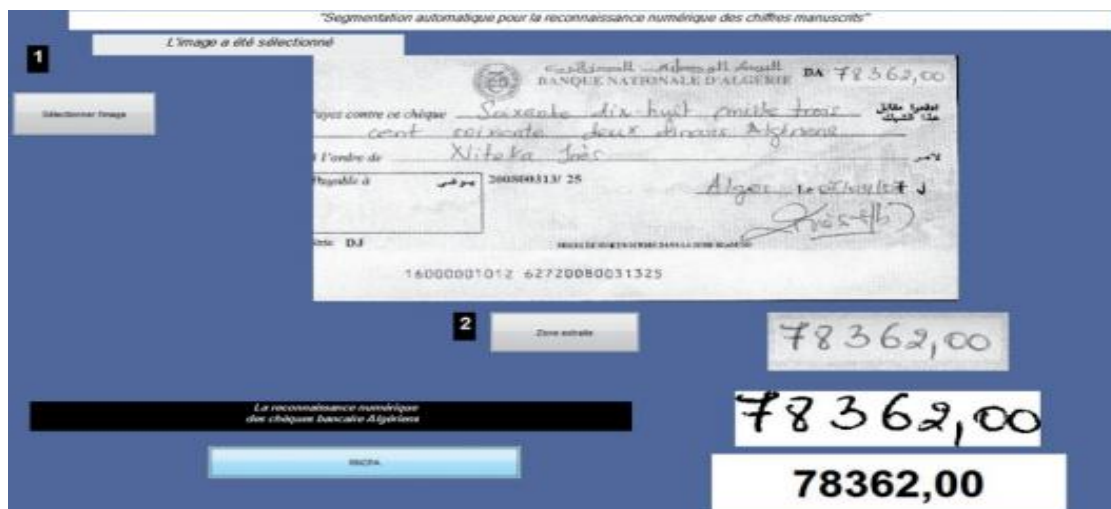 "Segmentation automatique pour la reconnaissance numérique des chiffres manuscrits"
L'image a été sélectionné
1
Sélectionner l'image
BANQUE NATIONALE D'ALGERIE DA 78362,00
Payez contre ce chèque Soixante dix-huit mille trois
cent soixante deux dinars Algériens
à l'ordre de
Payable à 200800313/ 25
Alger
DJ
16000001012 62720080031325
2
Zone extraite
78362,00
La reconnaissance numérique
des chèques bancaire Algériens
78362,00
78362,00